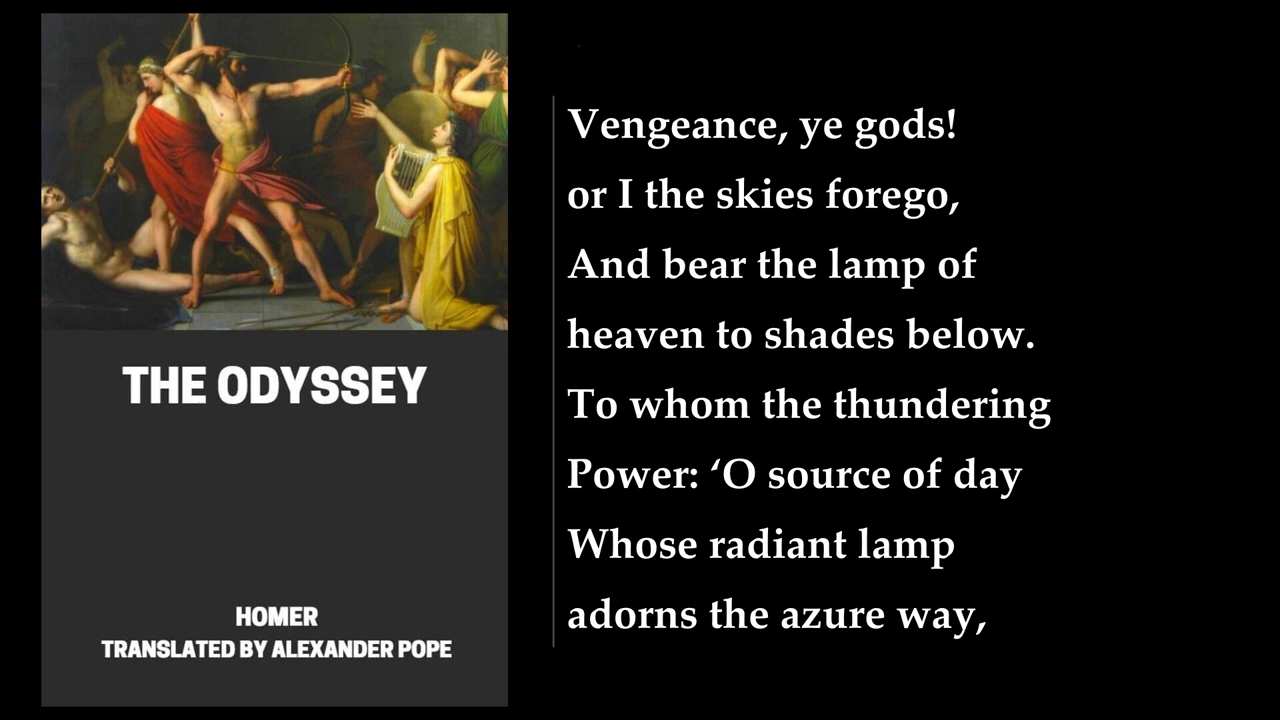 THE ODYSSEY
HOMER
TRANSLATED BY ALEXANDER POPE
Vengeance, ye gods!
or I the skies forego,
And bear the lamp of
heaven to shades below.
To whom the thundering
Power: ‘O source of day
Whose radiant lamp
adorns the azure way,